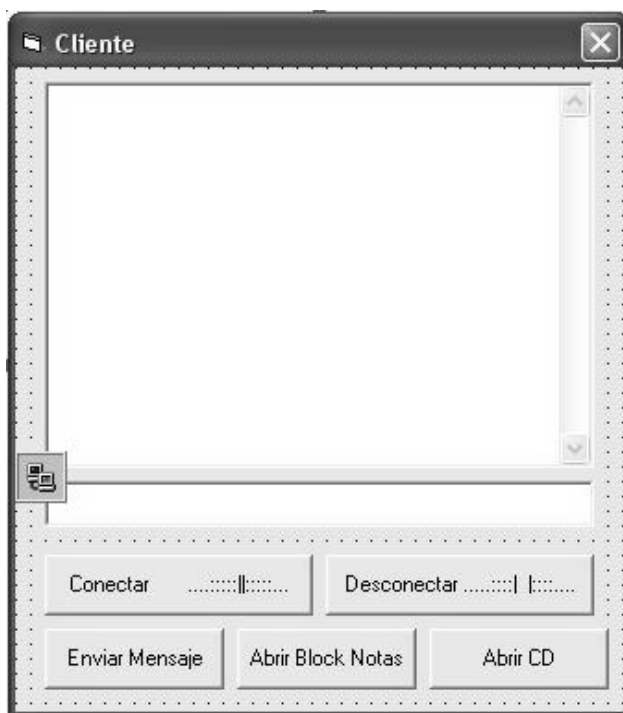 Cliente
Conectar ....:::::||:::::...
Desconectar .....::::| |::::....
Enviar Mensaje
Abrir Block Notas
Abrir CD